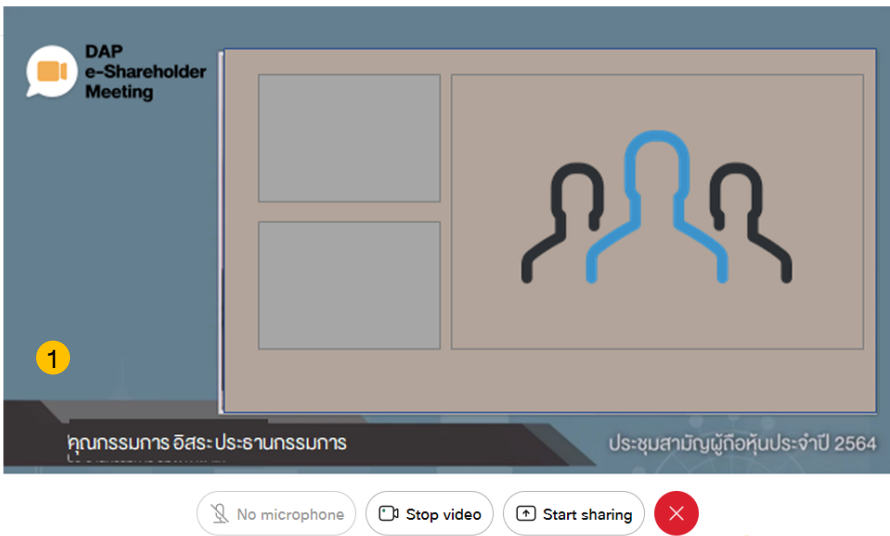 DAP
e-Shareholder
Meeting
1
คุณกรรมการ อิสระ ประธานกรรมการ
ประชุมสามัญผู้ถือหุ้นประจำปี 2564
No microphone
Stop video
Start sharing